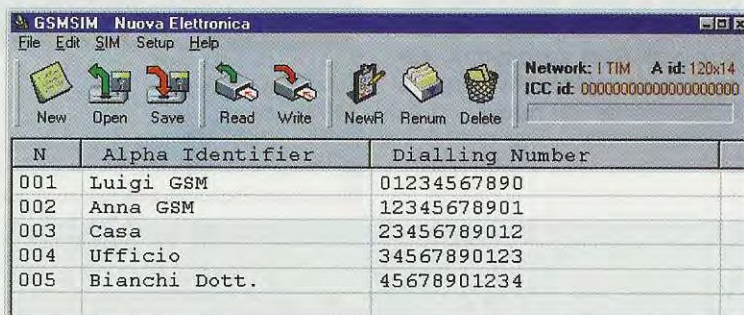 GSMSIM Nuova Elettronica
File Edit SIM Setup Help
New Open Save Read Write NewR Renum Delete
Network: I TIM A id: 120x14
ICC id: 00000000000000000000
N Alpha Identifier Dialling Number
001 Luigi GSM 01234567890
002 Anna GSM 12345678901
003 Casa 23456789012
004 Ufficio 34567890123
005 Bianchi Dott. 45678901234